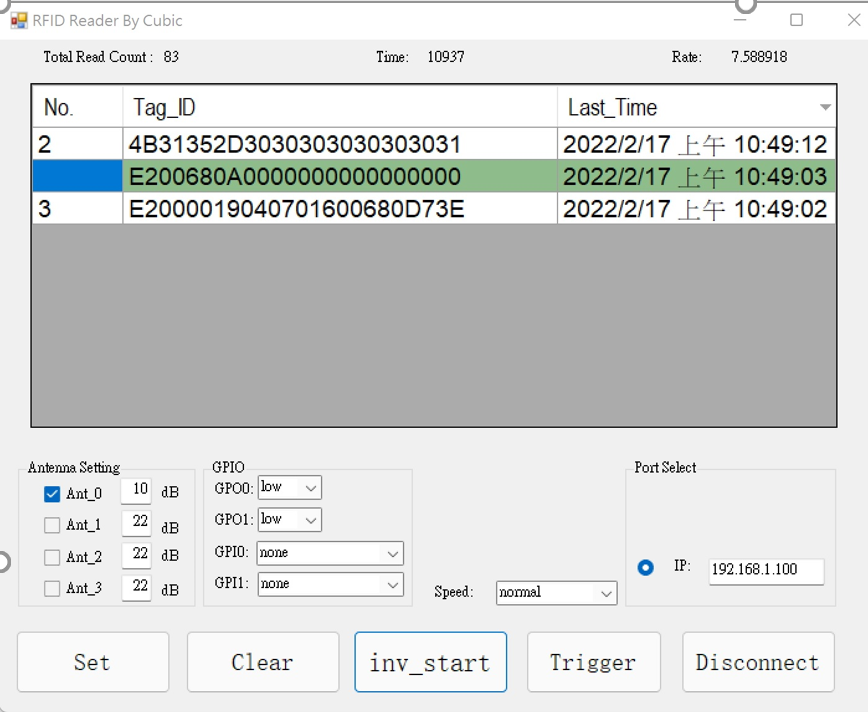 RFID Reader By Cubic
Total Read Count : 83 Time: 10937 Rate: 7.588918
No. Tag_ID Last_Time
2 4B31352D3030303030303031 2022/2/17 上午 10:49:12
E200680A0000000000000000 2022/2/17 上午 10:49:03
3 E2000019040701600680D73E 2022/2/17 上午 10:49:02
Antenna Setting
Ant_0 10 dB
Ant_1 22 dB
Ant_2 22 dB
Ant_3 22 dB
GPIO
GPO0: low
GPO1: low
GPI0: none
GPI1: none
Speed: normal
Port Select
IP: 192.168.1.100
Set Clear inv_start Trigger Disconnect